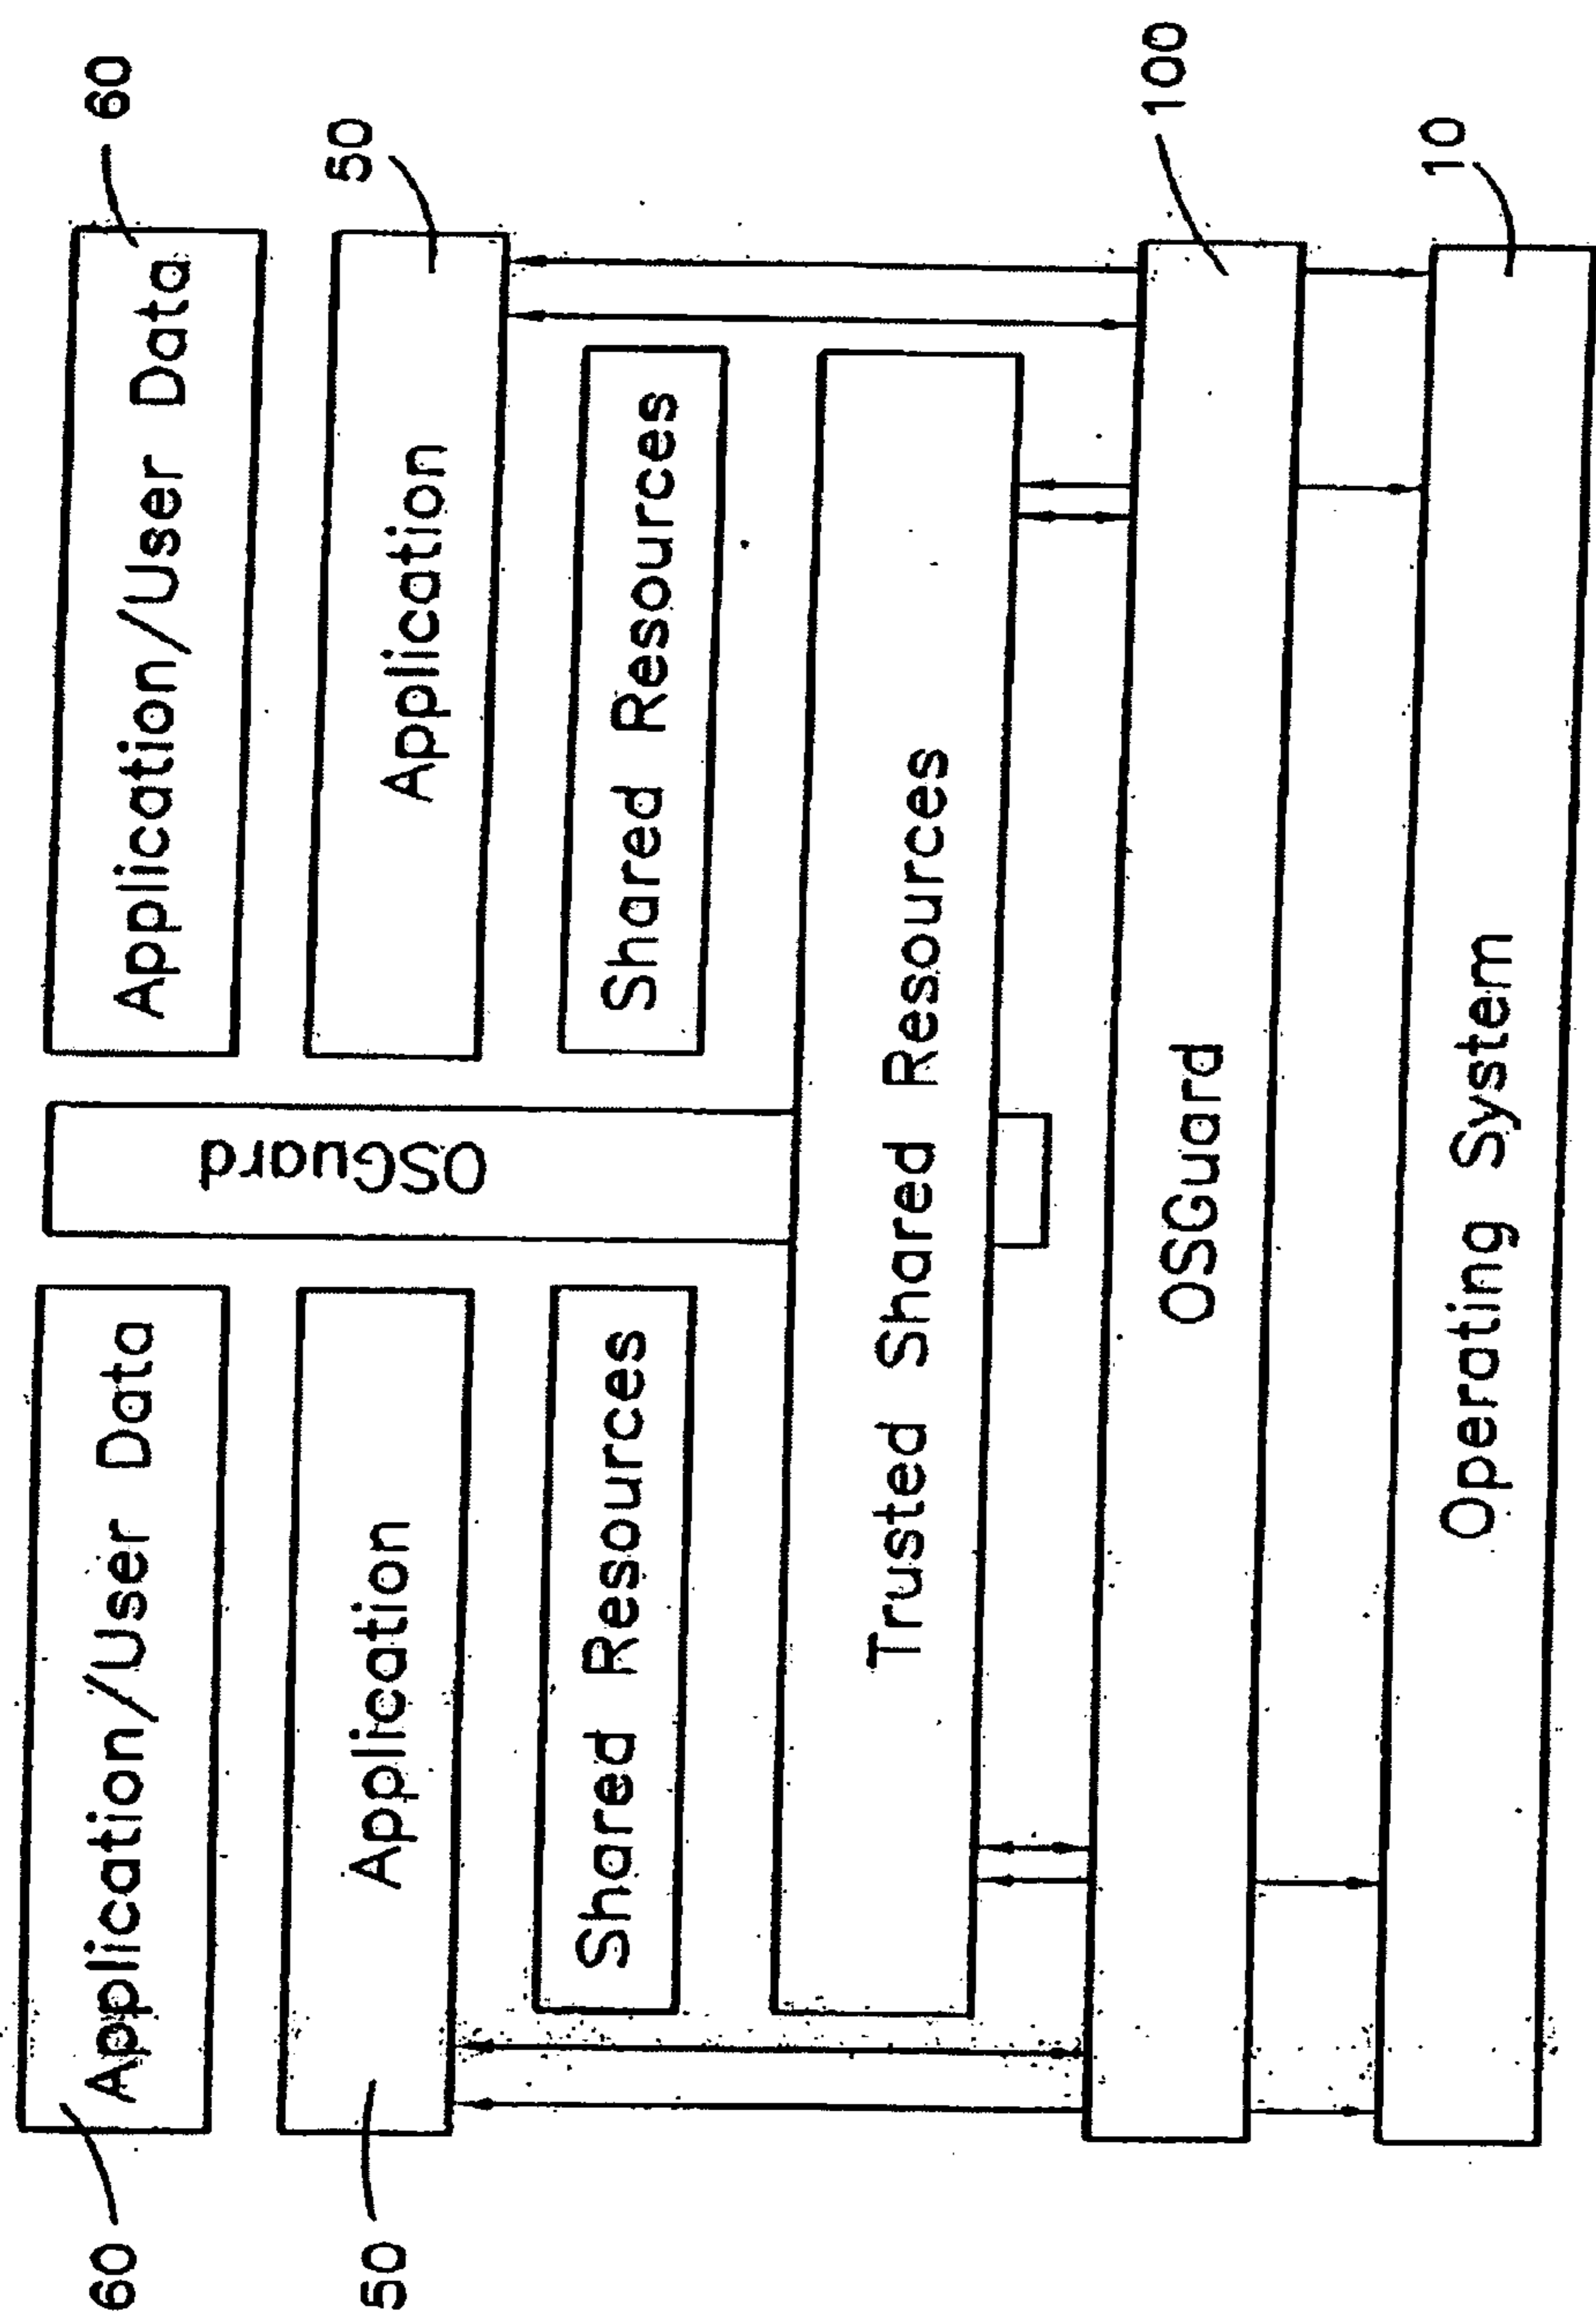 60
Application/User Data
Application/User Data
60
50
Application
Application
50
Shared Resources
Shared Resources
OSGuard
Trusted Shared Resources
OSGuard
100
Operating System
10